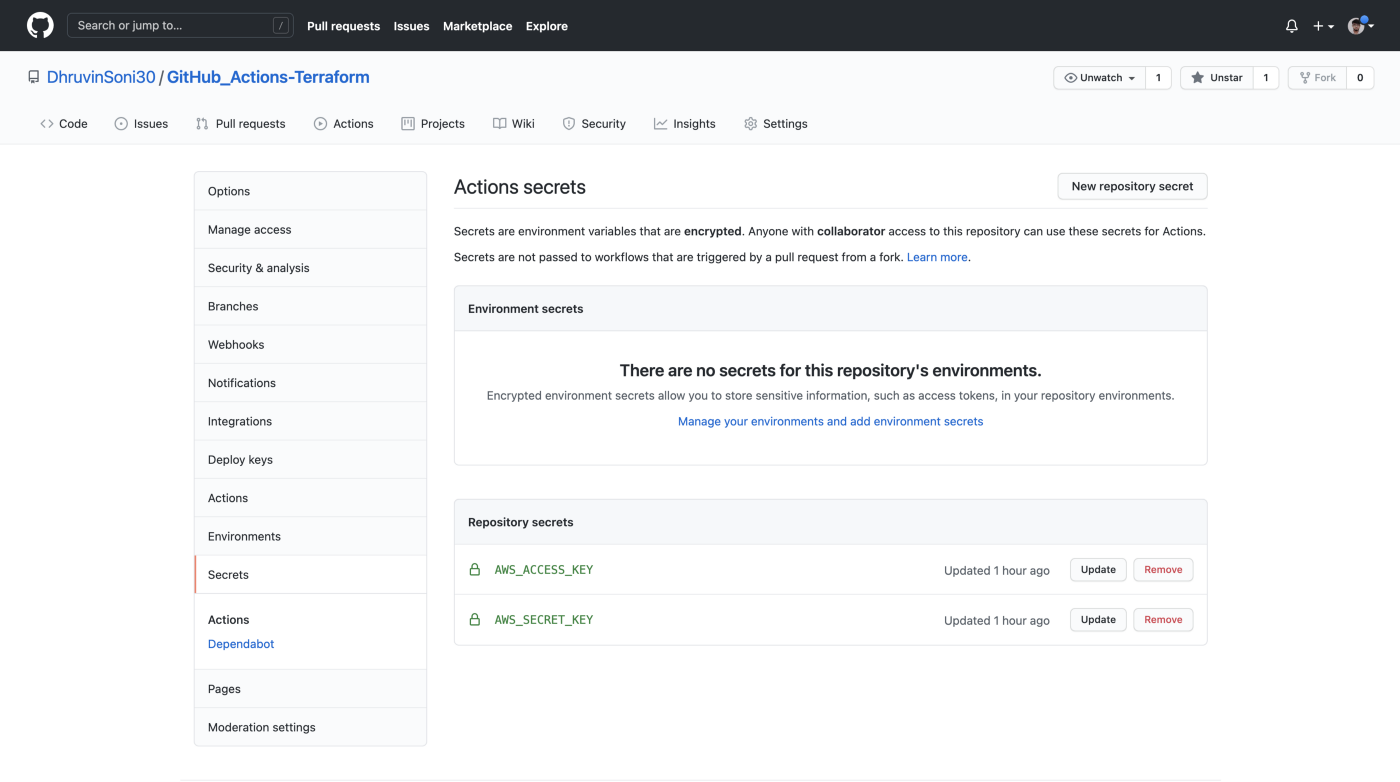 Search or jump to... /
Pull requests Issues Marketplace Explore
DhruvinSoni30 / GitHub_Actions-Terraform
Unwatch 1 Unstar 1 Fork 0
Code Issues Pull requests Actions Projects Wiki Security Insights Settings
Options
Manage access
Security & analysis
Branches
Webhooks
Notifications
Integrations
Deploy keys
Actions
Environments
Secrets
Actions
Dependabot
Pages
Moderation settings
Actions secrets
New repository secret
Secrets are environment variables that are encrypted. Anyone with collaborator access to this repository can use these secrets for Actions.
Secrets are not passed to workflows that are triggered by a pull request from a fork. Learn more.
Environment secrets
There are no secrets for this repository's environments.
Encrypted environment secrets allow you to store sensitive information, such as access tokens, in your repository environments.
Manage your environments and add environment secrets
Repository secrets
AWS_ACCESS_KEY Updated 1 hour ago Update Remove
AWS_SECRET_KEY Updated 1 hour ago Update Remove